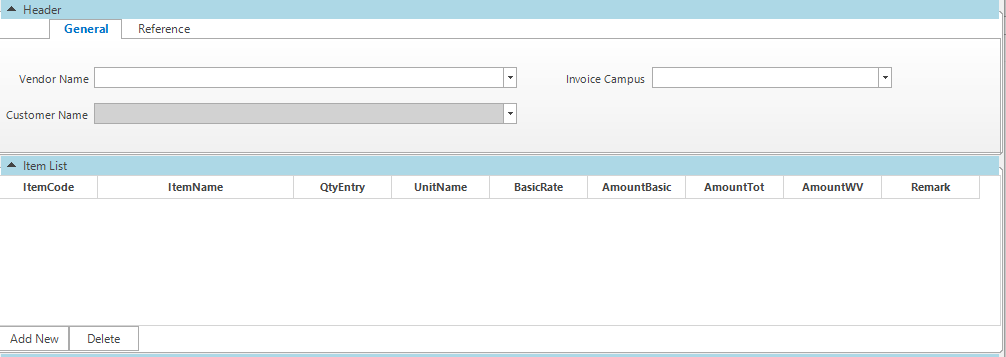 Header
General Reference
Vendor Name Invoice Campus
Customer Name
Item List
ItemCode ItemName QtyEntry UnitName BasicRate AmountBasic AmountTot AmountWV Remark
Add New Delete